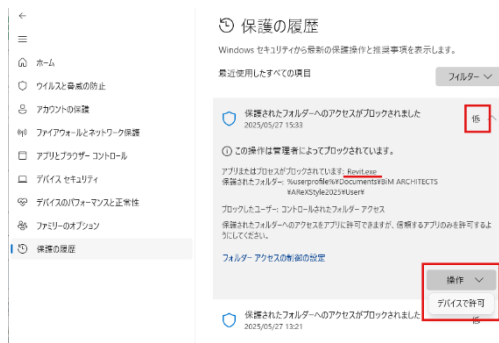 保護の履歴
Windows セキュリティから最新の保護操作と推奨事項を表示します。
ホーム
ウイルスと脅威の防止
アカウントの保護
ファイアウォールとネットワーク保護
アプリとブラウザー コントロール
デバイス セキュリティ
デバイスのパフォーマンスと正常性
ファミリーのオプション
保護の履歴
最近使用したすべての項目
フィルター
保護されたフォルダーへのアクセスがブロックされました
低
2025/05/27 15:33
この操作は管理者によってブロックされています。
アプリまたはプロセスがブロックされています: Revit.exe
保護されたフォルダー: %userprofile%¥Documents¥BIM ARCHITECTS
¥AReXStyle2025¥User¥
ブロックしたユーザー: コントロールされたフォルダー アクセス
保護されたフォルダーへのアクセスをアプリに許可できますが、信頼するアプリのみを許可するよ
うにしてください。
フォルダー アクセスの制御の設定
操作
デバイスで許可
保護されたフォルダーへのアクセスがブロックされました
低
2025/05/27 13:21